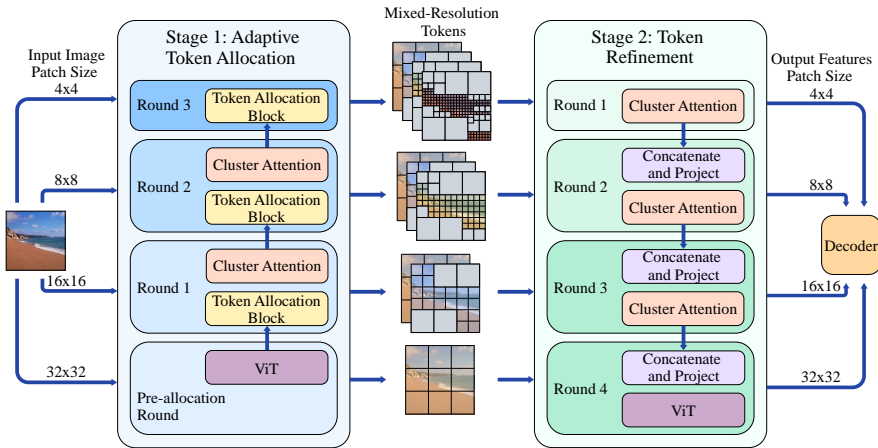 Input Image
Patch Size
4x4
8x8
16x16
32x32
Stage 1: Adaptive
Token Allocation
Round 3
Token Allocation
Block
Cluster Attention
Round 2
Token Allocation
Block
Cluster Attention
Round 1
Token Allocation
Block
ViT
Pre-allocation
Round
Mixed-Resolution
Tokens
Stage 2: Token
Refinement
Round 1
Cluster Attention
Concatenate
and Project
Round 2
Cluster Attention
Concatenate
and Project
Round 3
Cluster Attention
Concatenate
and Project
Round 4
ViT
Output Features
Patch Size
4x4
8x8
Decoder
16x16
32x32